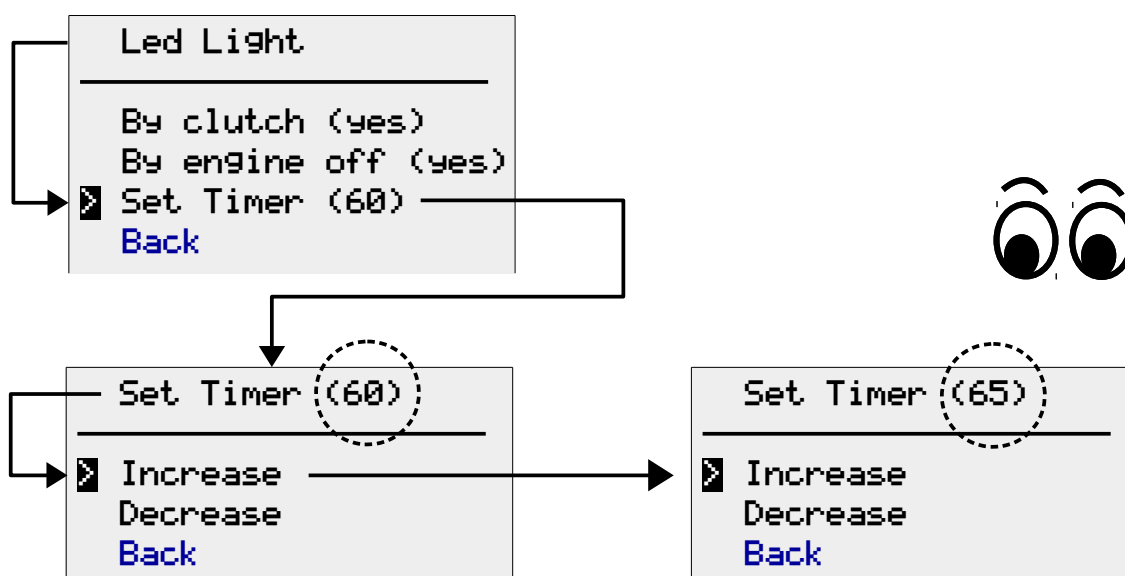 Led Light
By clutch (yes)
By engine off (yes)
> Set Timer (60)
Back
Set Timer (60)
> Increase
Decrease
Back
Set Timer (65)
> Increase
Decrease
Back